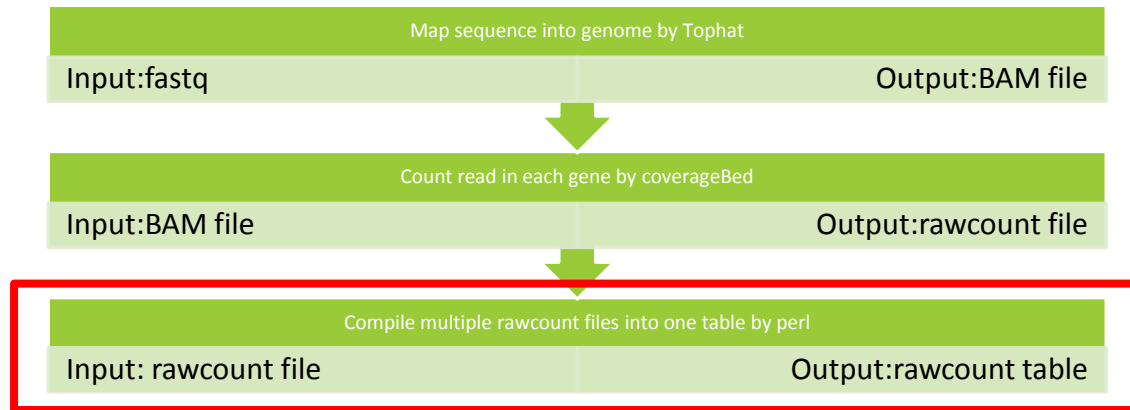 Map sequence into genome by Tophat
Input:fastq Output:BAM file
Count read in each gene by coverageBed
Input:BAM file Output:rawcount file
Compile multiple rawcount files into one table by perl
Input: rawcount file Output:rawcount table